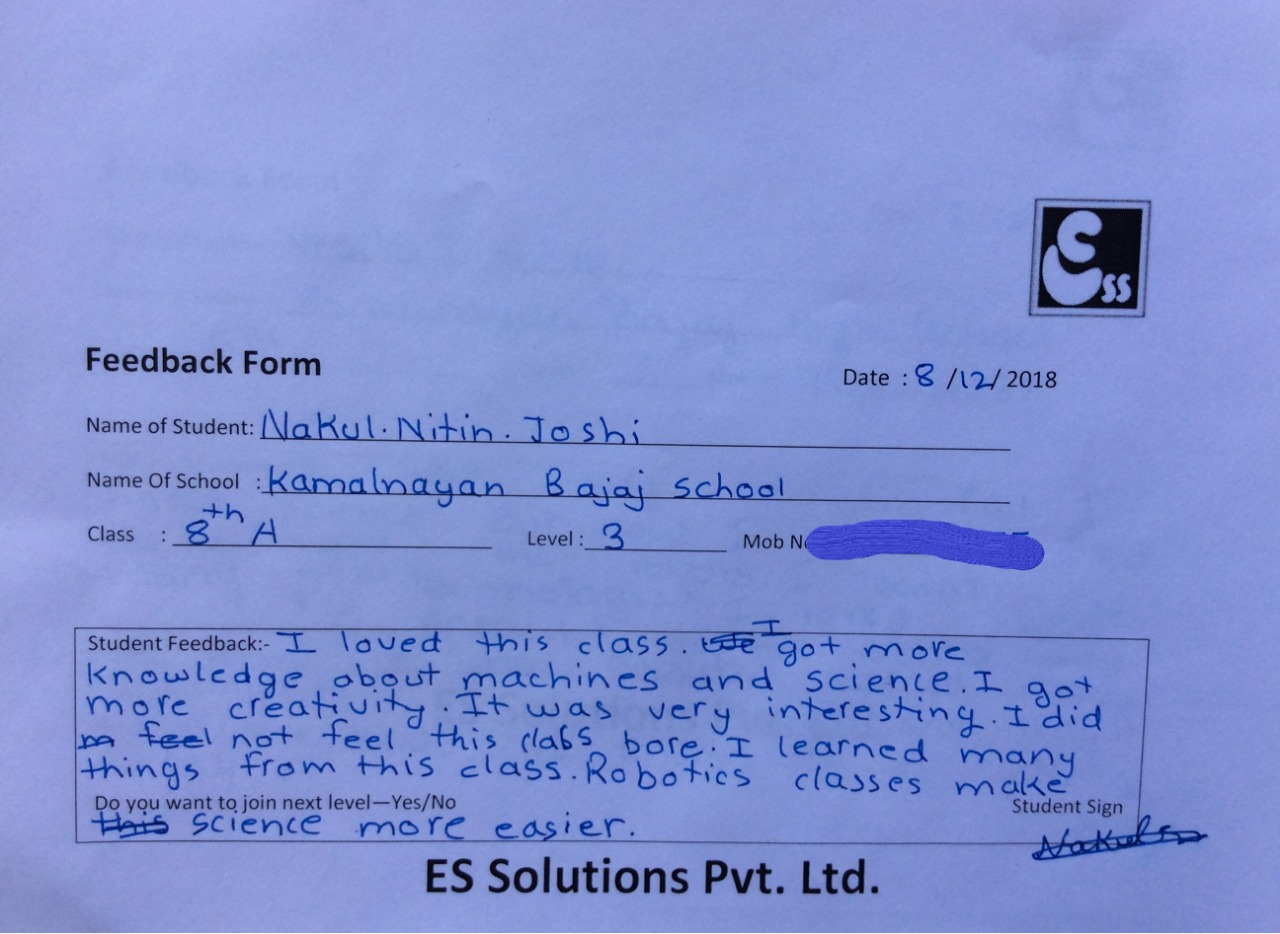 Ess
Feedback Form
Date : 8 /12/ 2018
Name of Student: Nakul. Nitin. Joshi
Name Of School : Kamalnayan Bajaj school
Class : 8th A Level : 3 Mob No
Student Feedback:- I loved this class. I got more
knowledge about machines and science. I got
more creativity. It was very interesting. I did
feel not feel this class bore. I learned many
things from this class. Robotics classes make
Do you want to join next level—Yes/No Student Sign
this science more easier.
Nakul
ES Solutions Pvt. Ltd.